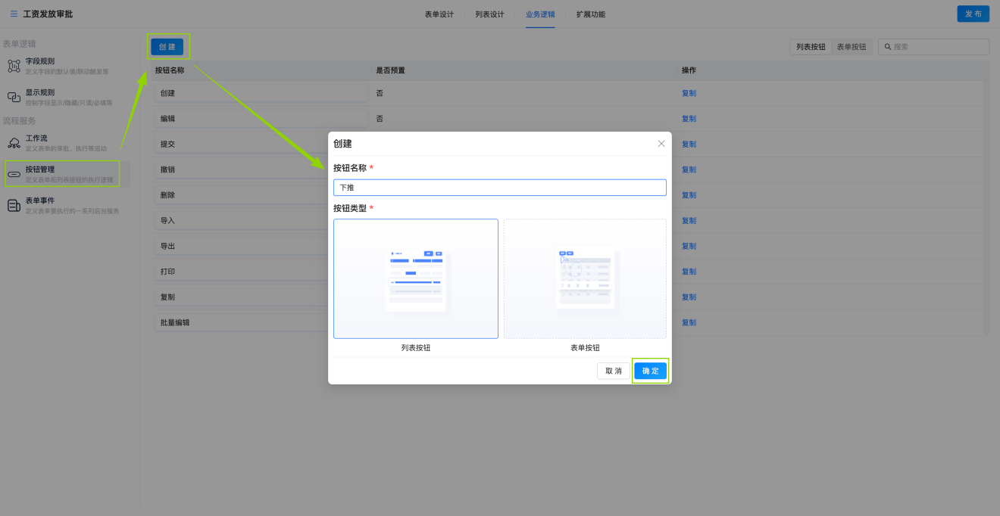 工资发放审批
表单设计
列表设计
业务逻辑
扩展功能
发 布
表单逻辑
字段规则
定义字段的默认值/联动触发等
显示规则
控制字段显示/隐藏/只读/必填等
流程服务
工作流
定义表单的审批、执行等活动
按钮管理
定义表单和列表按钮的执行逻辑
表单事件
定义表单要执行的一系列后台服务
创 建
列表按钮 表单按钮 搜索
按钮名称 是否预置 操作
创建 否 复制
编辑 否 复制
提交 复制
撤销 复制
删除 复制
导入 复制
导出 复制
打印 复制
复制 复制
批量编辑 复制
创建
按钮名称 *
下推
按钮类型 *
列表按钮 表单按钮
取 消 确 定